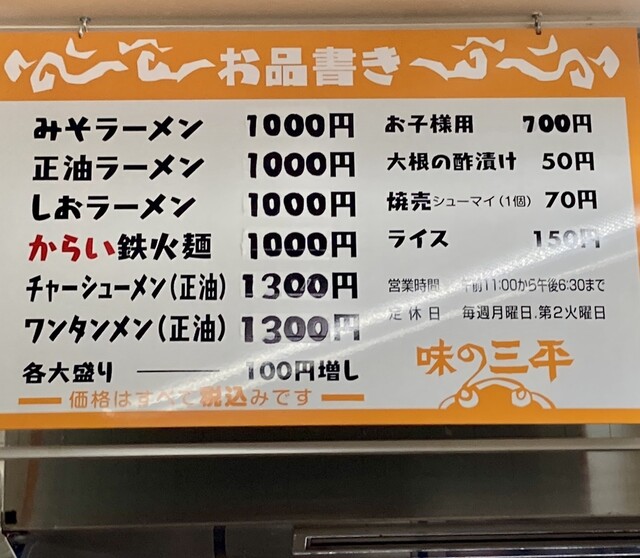 お品書き
みそラーメン 1000円
正油ラーメン 1000円
しおラーメン 1000円
からい鉄火麺 1000円
チャーシューメン(正油) 1300円
ワンタンメン(正油) 1300円
各大盛り ――― 100円増し
価格はすべて税込みです
お子様用 700円
大根の酢漬け 50円
焼売シューマイ(1個) 70円
ライス 150円
営業時間 午前11:00から午後6:30まで
定休日 毎週月曜日.第2火曜日
味の三平